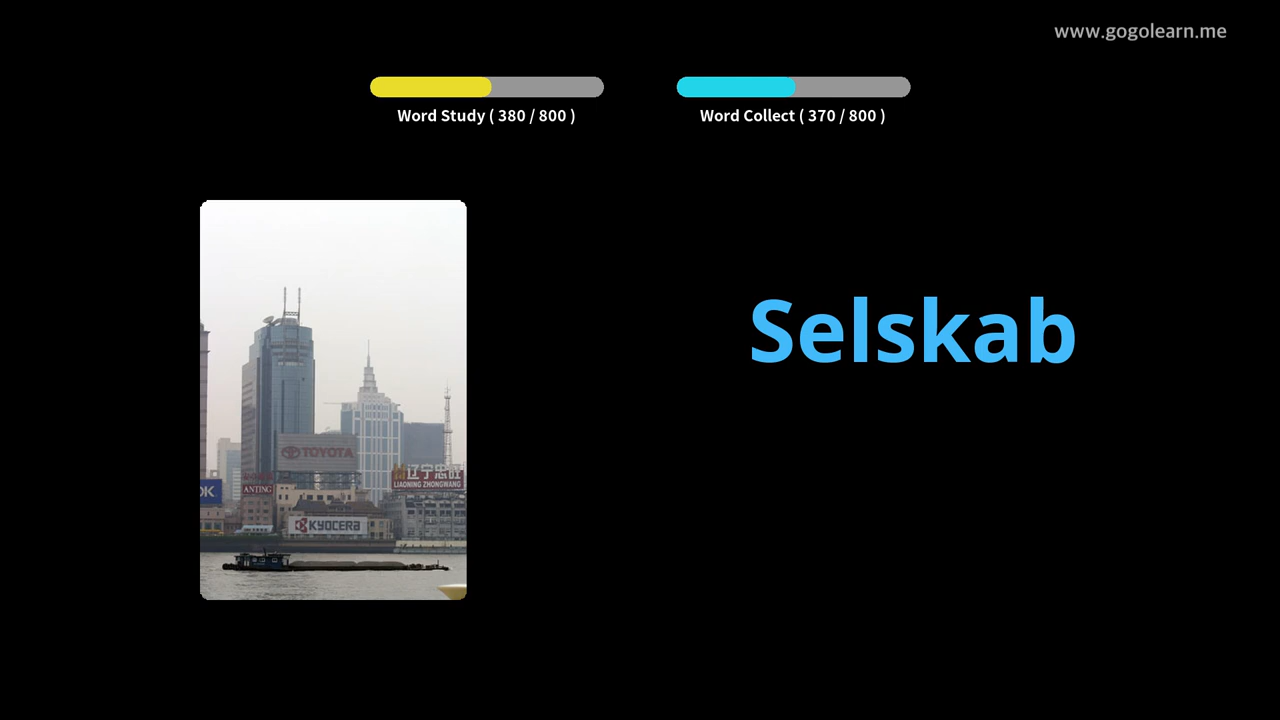 www.gogolearn.me
Word Study ( 380 / 800 )
Word Collect ( 370 / 800 )
Selskab
TOYOTA
辽宁忠旺
LIAONING ZHONGWANG
OK
ANTING
KYOCERA